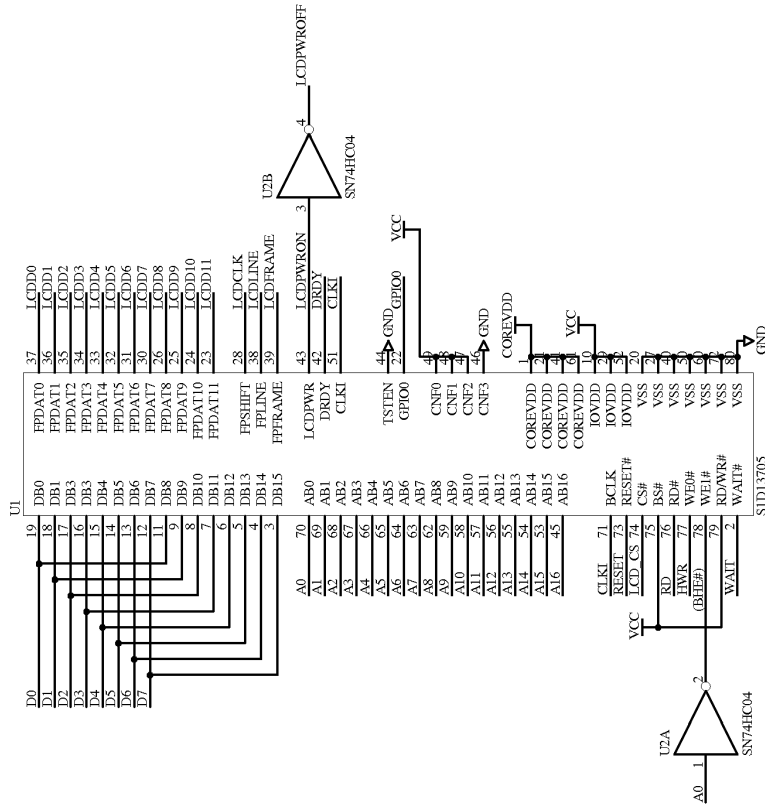 U1
D0 19 DB0 FPDAT0 37 LCDD0
D1 18 DB1 FPDAT1 36 LCDD1
D2 17 DB3 FPDAT2 35 LCDD2
D3 16 DB3 FPDAT3 34 LCDD3
D4 15 DB4 FPDAT4 33 LCDD4
D5 14 DB5 FPDAT5 32 LCDD5
D6 13 DB6 FPDAT6 31 LCDD6
D7 12 DB7 FPDAT7 30 LCDD7
11 DB8 FPDAT8 26 LCDD8
9 DB9 FPDAT9 25 LCDD9
8 DB10 FPDAT10 24 LCDD10
7 DB11 FPDAT11 23 LCDD11
6 DB12
5 DB13 FPSHIFT 28 LCDCLK
4 DB14 FPLINE 38 LCDLINE
3 DB15 FPFRAME 39 LCDFRAME
U2B
A0 70 AB0 LCDPWR 43 LCDPWRON 3 4 LCDPWROFF
A1 69 AB1 DRDY 42 DRDY
A2 68 AB2 CLKI 51 CLKI
SN74HC04
A3 67 AB3
A4 66 AB4
A5 65 AB5 TSTEN 44 GND
A6 64 AB6 GPIO0 22 GPIO0
A7 63 AB7
VCC
A8 62 AB8 CNF0 49
A9 59 AB9 CNF1 48
A10 58 AB10 CNF2 47
A11 57 AB11 CNF3 46 GND
A12 56 AB12
A13 55 AB13
COREVDD
A14 54 AB14 COREVDD 1
A15 53 AB15 COREVDD 21
A16 45 AB16 COREVDD 41
COREVDD 61
VCC
IOVDD 10
CLKI 71 BCLK IOVDD 29
RESET 73 RESET# IOVDD
LCD_CS 74 CS# VSS 20
VCC
75 BS# VSS
RD 76 RD# VSS 40
HWR 77 WE0# VSS 50
U2A
A0 1 2 (BHE#) 78 WE1# VSS 60
79 RD/WR# VSS 72
WAIT 2 WAIT# VSS 80
SN74HC04
GND
S1D13705